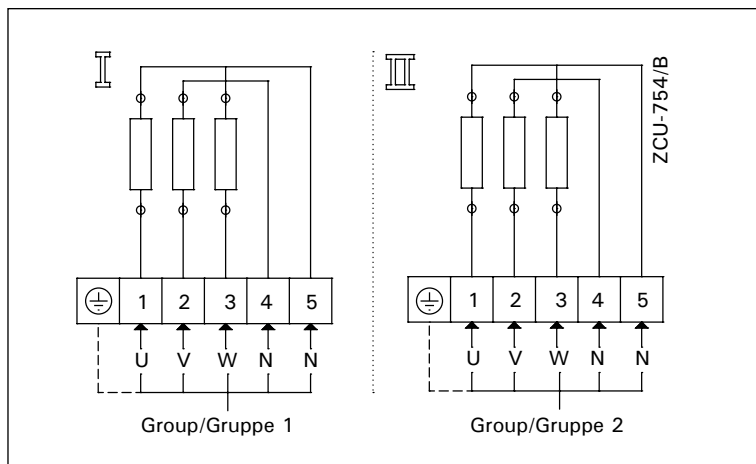 I
II
ZCU-754/B
1 2 3 4 5
1 2 3 4 5
U V W N N
U V W N N
Group/Gruppe 1
Group/Gruppe 2